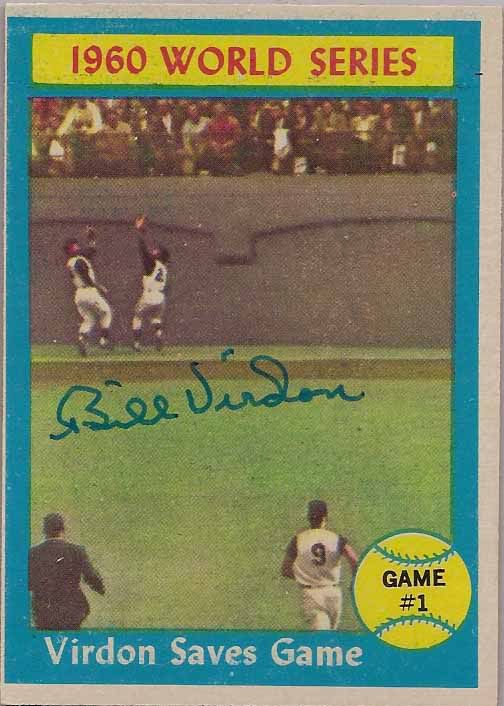 1960 WORLD SERIES
Bill Virdon
9
GAME
#1
Virdon Saves Game